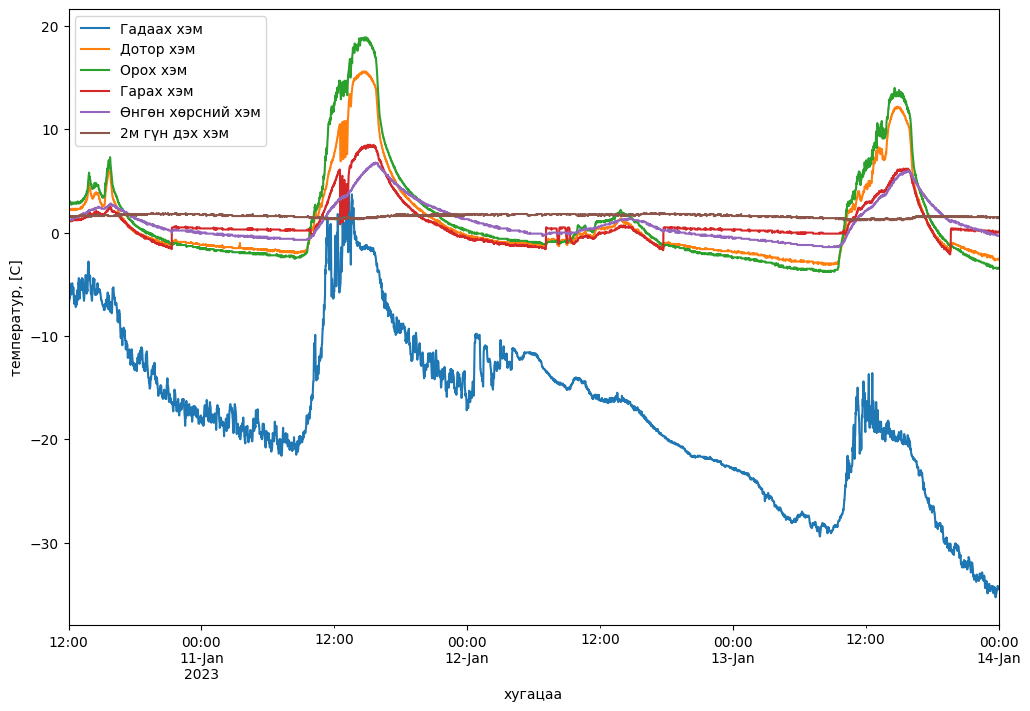 Гадаах хэм
Дотор хэм
Орох хэм
Гарах хэм
Өнгөн хөрсний хэм
2м гүн дэх хэм
20
10
0
−10
−20
−30
температур, [C]
12:00 00:00 12:00 00:00 12:00 00:00 12:00 00:00
11-Jan 12-Jan 13-Jan 14-Jan
2023
хугацаа